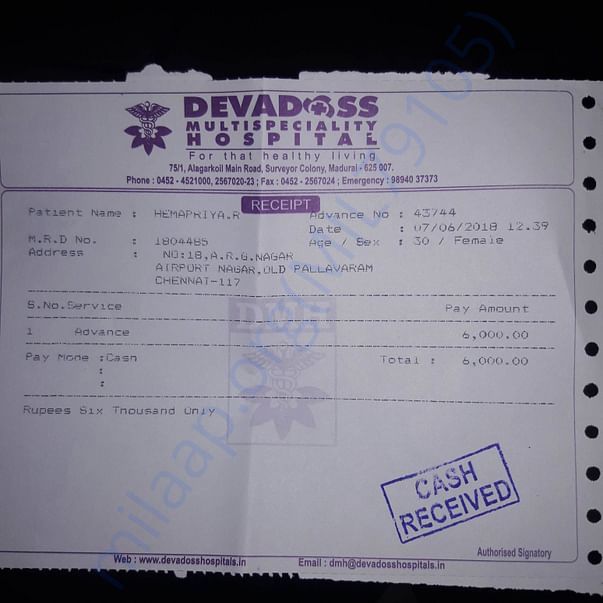 DEVADOSS
MULTISPECIALITY
HOSPITAL
For that healthy living
75/1, Alagarkoil Main Road, Surveyor Colony, Madurai - 625 007.
Phone : 0452 - 4521000, 2567020-23 ; Fax : 0452 - 2567024 ; Emergency : 98940 37373
RECEIPT
Patient Name : HEMAPRIYA.R Advance No : 43744
Date : 07/06/2018 12.39
M.R.D No. : 1804485 Age / Sex : 30 / Female
Address : NO:18,A.R.G.NAGAR
AIRPORT NAGAR,OLD PALLAVARAM
CHENNAI-117
S.No.Service Pay Amount
1 Advance 6,000.00
Pay Mode :Cash Total : 6,000.00
:
:
Rupees Six Thousand Only
CASH
RECEIVED
Authorised Signatory
Web : www.devadosshospitals.in Email : dmh@devadosshospitals.in